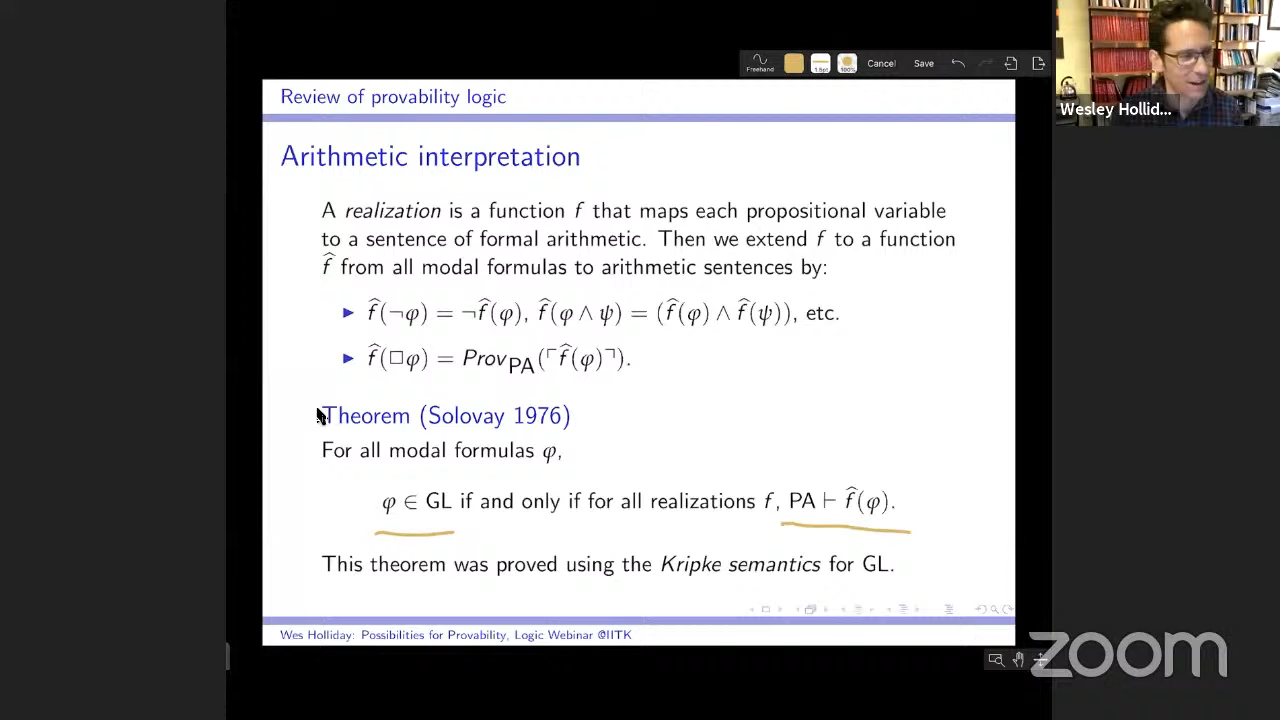 Freehand 1.5pt 100% Cancel Save
Wesley Hollid...
Review of provability logic
Arithmetic interpretation
A realization is a function f that maps each propositional variable
to a sentence of formal arithmetic. Then we extend f to a function
f̂ from all modal formulas to arithmetic sentences by:
▶ f̂(¬φ) = ¬f̂(φ), f̂(φ ∧ ψ) = (f̂(φ) ∧ f̂(ψ)), etc.
▶ f̂(□φ) = Prov_PA(⌜f̂(φ)⌝).
Theorem (Solovay 1976)
For all modal formulas φ,
φ ∈ GL if and only if for all realizations f, PA ⊢ f̂(φ).
This theorem was proved using the Kripke semantics for GL.
Wes Holliday: Possibilities for Provability, Logic Webinar @IITK
zoom